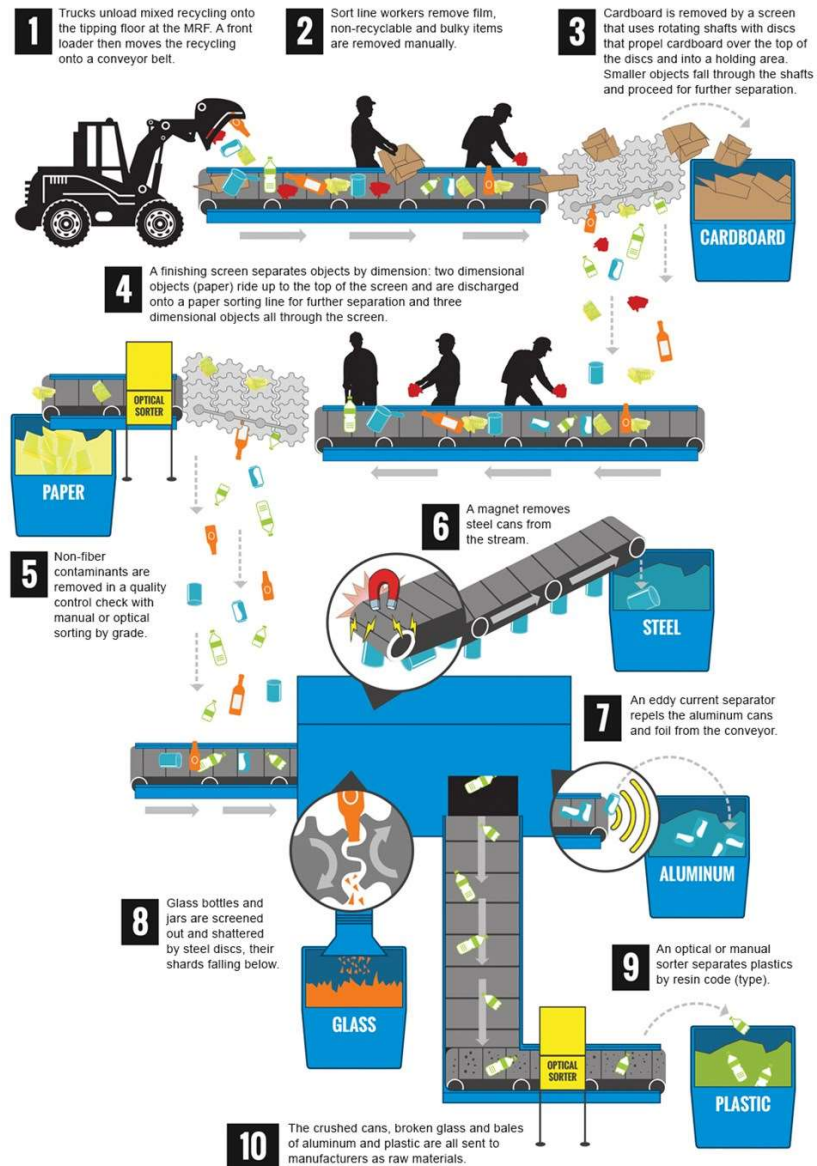 1
Trucks unload mixed recycling onto
the tipping floor at the MRF. A front
loader then moves the recycling
onto a conveyor belt.
2
Sort line workers remove film,
non-recyclable and bulky items
are removed manually.
3
Cardboard is removed by a screen
that uses rotating shafts with discs
that propel cardboard over the top of
the discs and into a holding area.
Smaller objects fall through the shafts
and proceed for further separation.
CARDBOARD
4
A finishing screen separates objects by dimension: two dimensional
objects (paper) ride up to the top of the screen and are discharged
onto a paper sorting line for further separation and three
dimensional objects all through the screen.
OPTICAL
SORTER
PAPER
5
Non-fiber
contaminants are
removed in a quality
control check with
manual or optical
sorting by grade.
6
A magnet removes
steel cans from
the stream.
STEEL
7
An eddy current separator
repels the aluminum cans
and foil from the conveyor.
ALUMINUM
8
Glass bottles and
jars are screened
out and shattered
by steel discs, their
shards falling below.
GLASS
9
An optical or manual
sorter separates plastics
by resin code (type).
OPTICAL
SORTER
PLASTIC
10
The crushed cans, broken glass and bales
of aluminum and plastic are all sent to
manufacturers as raw materials.